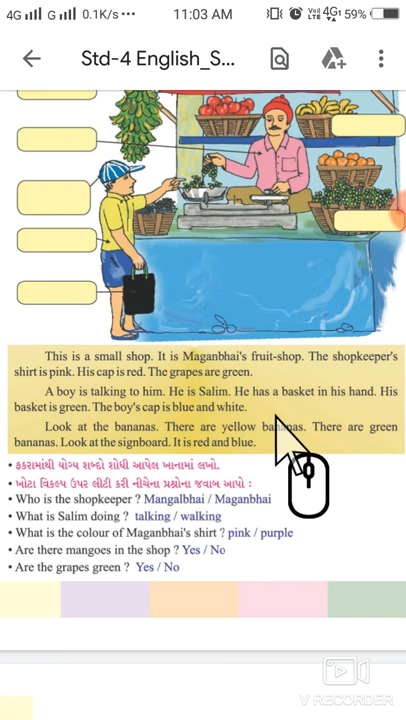 4G G 0.1K/s ••• 11:03 AM Vo) LTE 4G 59%
Std-4 English_S...
This is a small shop. It is Maganbhai's fruit-shop. The shopkeeper's
shirt is pink. His cap is red. The grapes are green.
A boy is talking to him. He is Salim. He has a basket in his hand. His
basket is green. The boy's cap is blue and white.
Look at the bananas. There are yellow bananas. There are green
bananas. Look at the signboard. It is red and blue.
• ફકરામાંથી યોગ્ય શબ્દો શોધી આપેલ ખાનામાં લખો.
• ખોટા વિકલ્પ ઉપર લીટી કરી નીચેના પ્રશ્નોના જવાબ આપો :
• Who is the shopkeeper ? Mangalbhai / Maganbhai
• What is Salim doing ? talking / walking
• What is the colour of Maganbhai's shirt ? pink / purple
• Are there mangoes in the shop ? Yes / No
• Are the grapes green ? Yes / No
V RECORDER